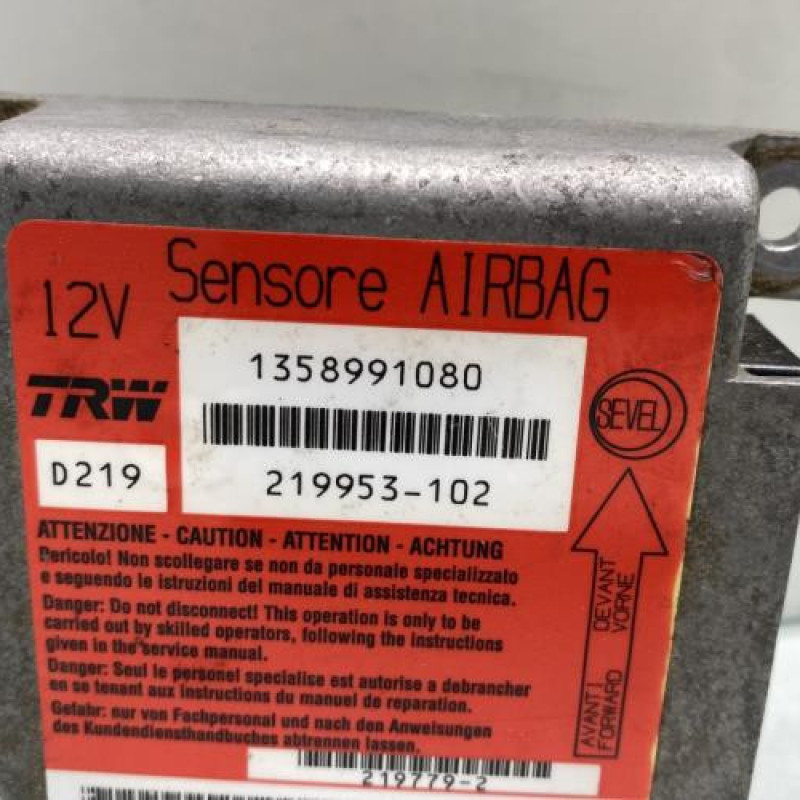 Sensore AIRBAG
12V
1358991080
TRW
SEVEL
D219
219953-102
ATTENZIONE - CAUTION - ATTENTION - ACHTUNG
Pericolo! Non scollegare se non da personale specializzato
e seguendo le istruzioni del manuale di assistenza tecnica.
Danger: Do not disconnect! This operation is only to be
carried out by skilled operators, following the instructions
given in the service manual.
Danger: Seul le personel specialise est autorise a debrancher
en se tenant aux instructions du manuel de reparation.
Gefahr: nur von Fachpersonal und nach den Anweisungen
des Kundendiensthandbuches abtrennen lassen.
AVANTI DEVANT
FORWARD VORNE
219779-2